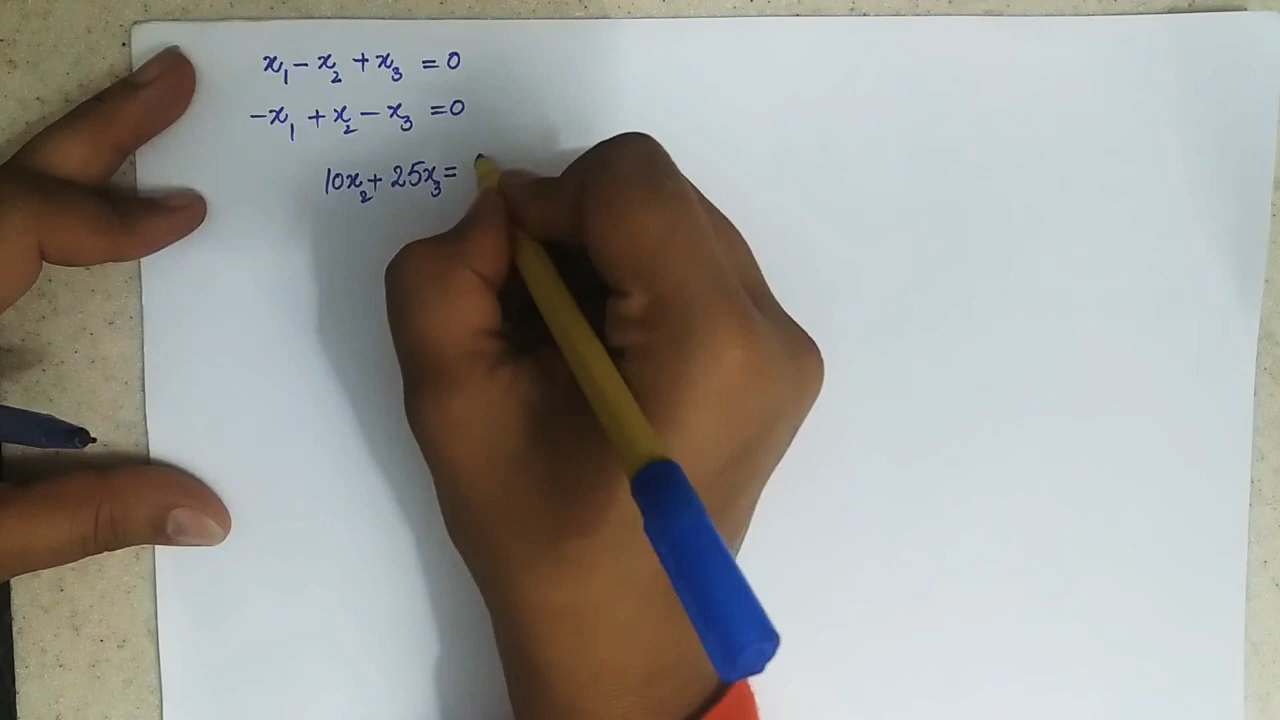 x₁ - x₂ + x₃ = 0
-x₁ + x₂ - x₃ = 0
10x₂ + 25x₃ =